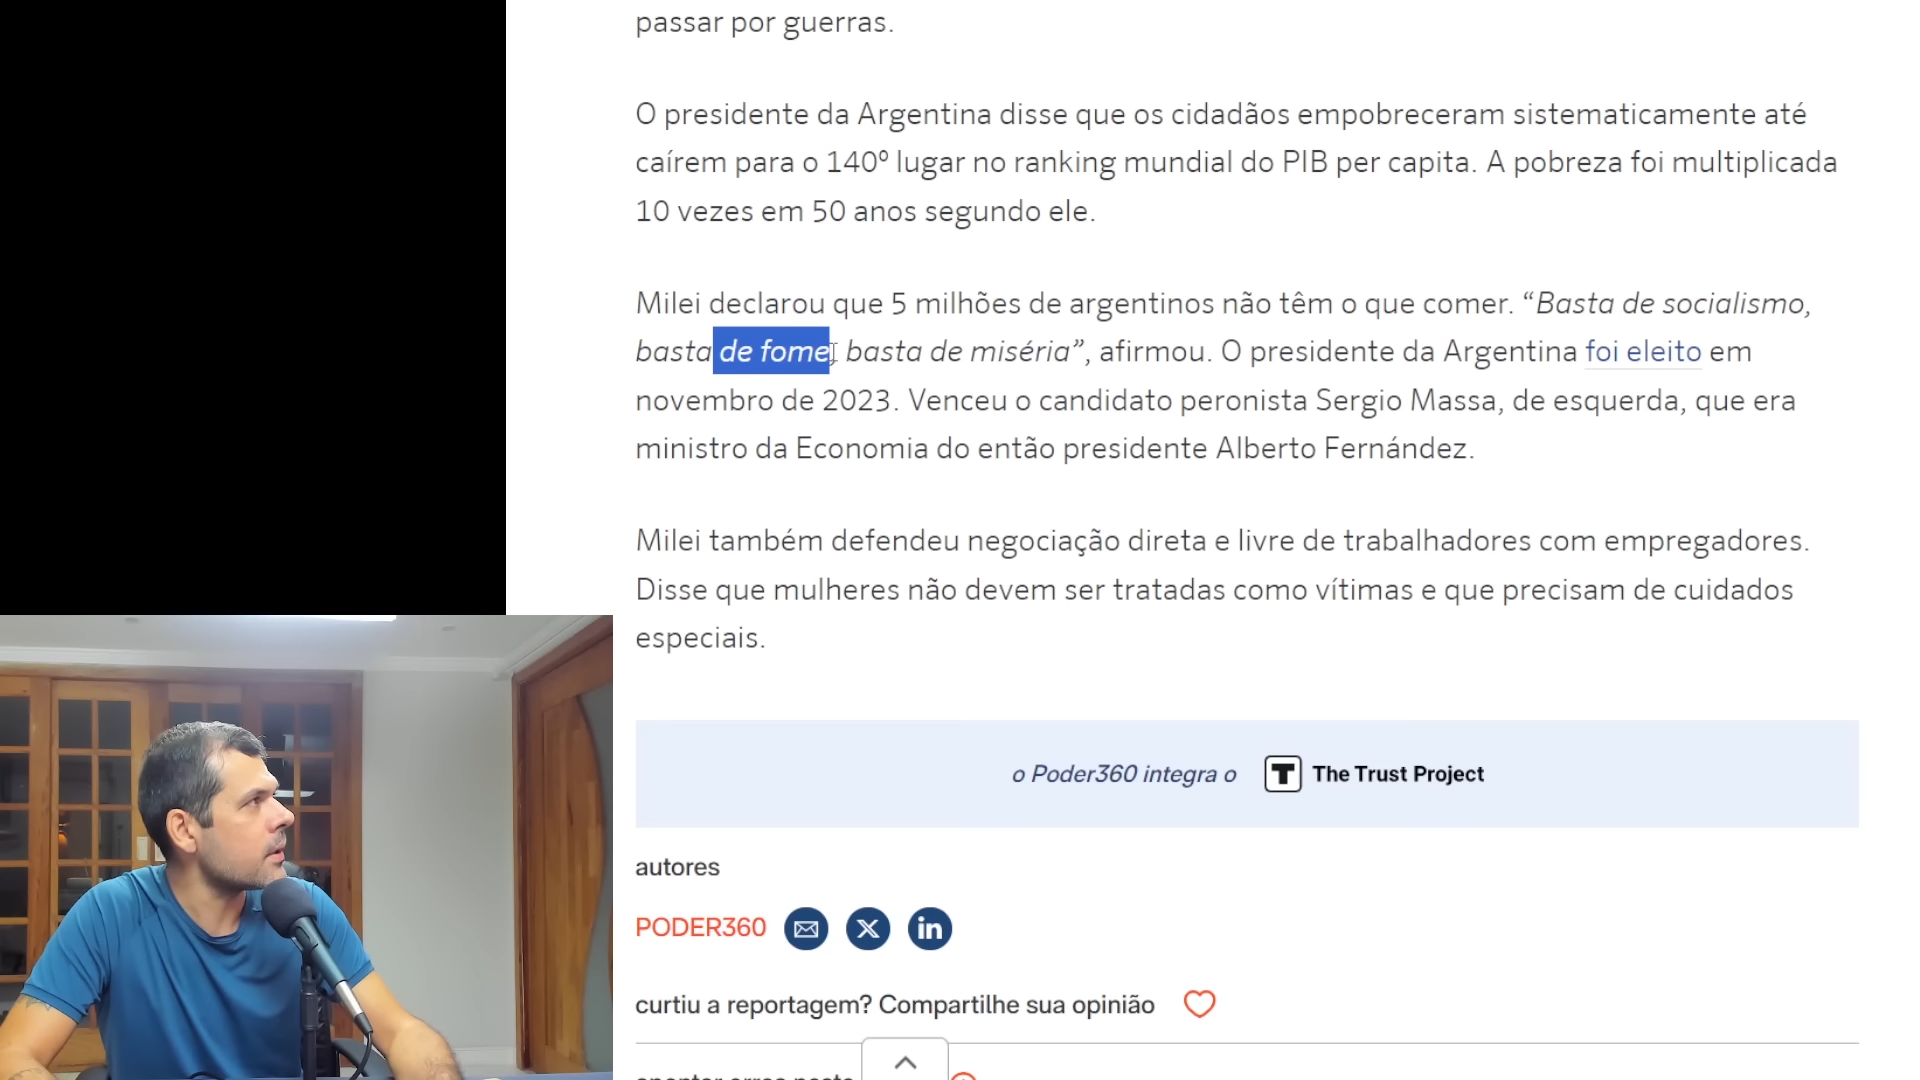 passar por guerras.
O presidente da Argentina disse que os cidadãos empobreceram sistematicamente até
caírem para o 140º lugar no ranking mundial do PIB per capita. A pobreza foi multiplicada
10 vezes em 50 anos segundo ele.
Milei declarou que 5 milhões de argentinos não têm o que comer. “Basta de socialismo,
basta de fome, basta de miséria”, afirmou. O presidente da Argentina foi eleito em
novembro de 2023. Venceu o candidato peronista Sergio Massa, de esquerda, que era
ministro da Economia do então presidente Alberto Fernández.
Milei também defendeu negociação direta e livre de trabalhadores com empregadores.
Disse que mulheres não devem ser tratadas como vítimas e que precisam de cuidados
especiais.
o Poder360 integra o T The Trust Project
autores
PODER360 X in
curtiu a reportagem? Compartilhe sua opinião